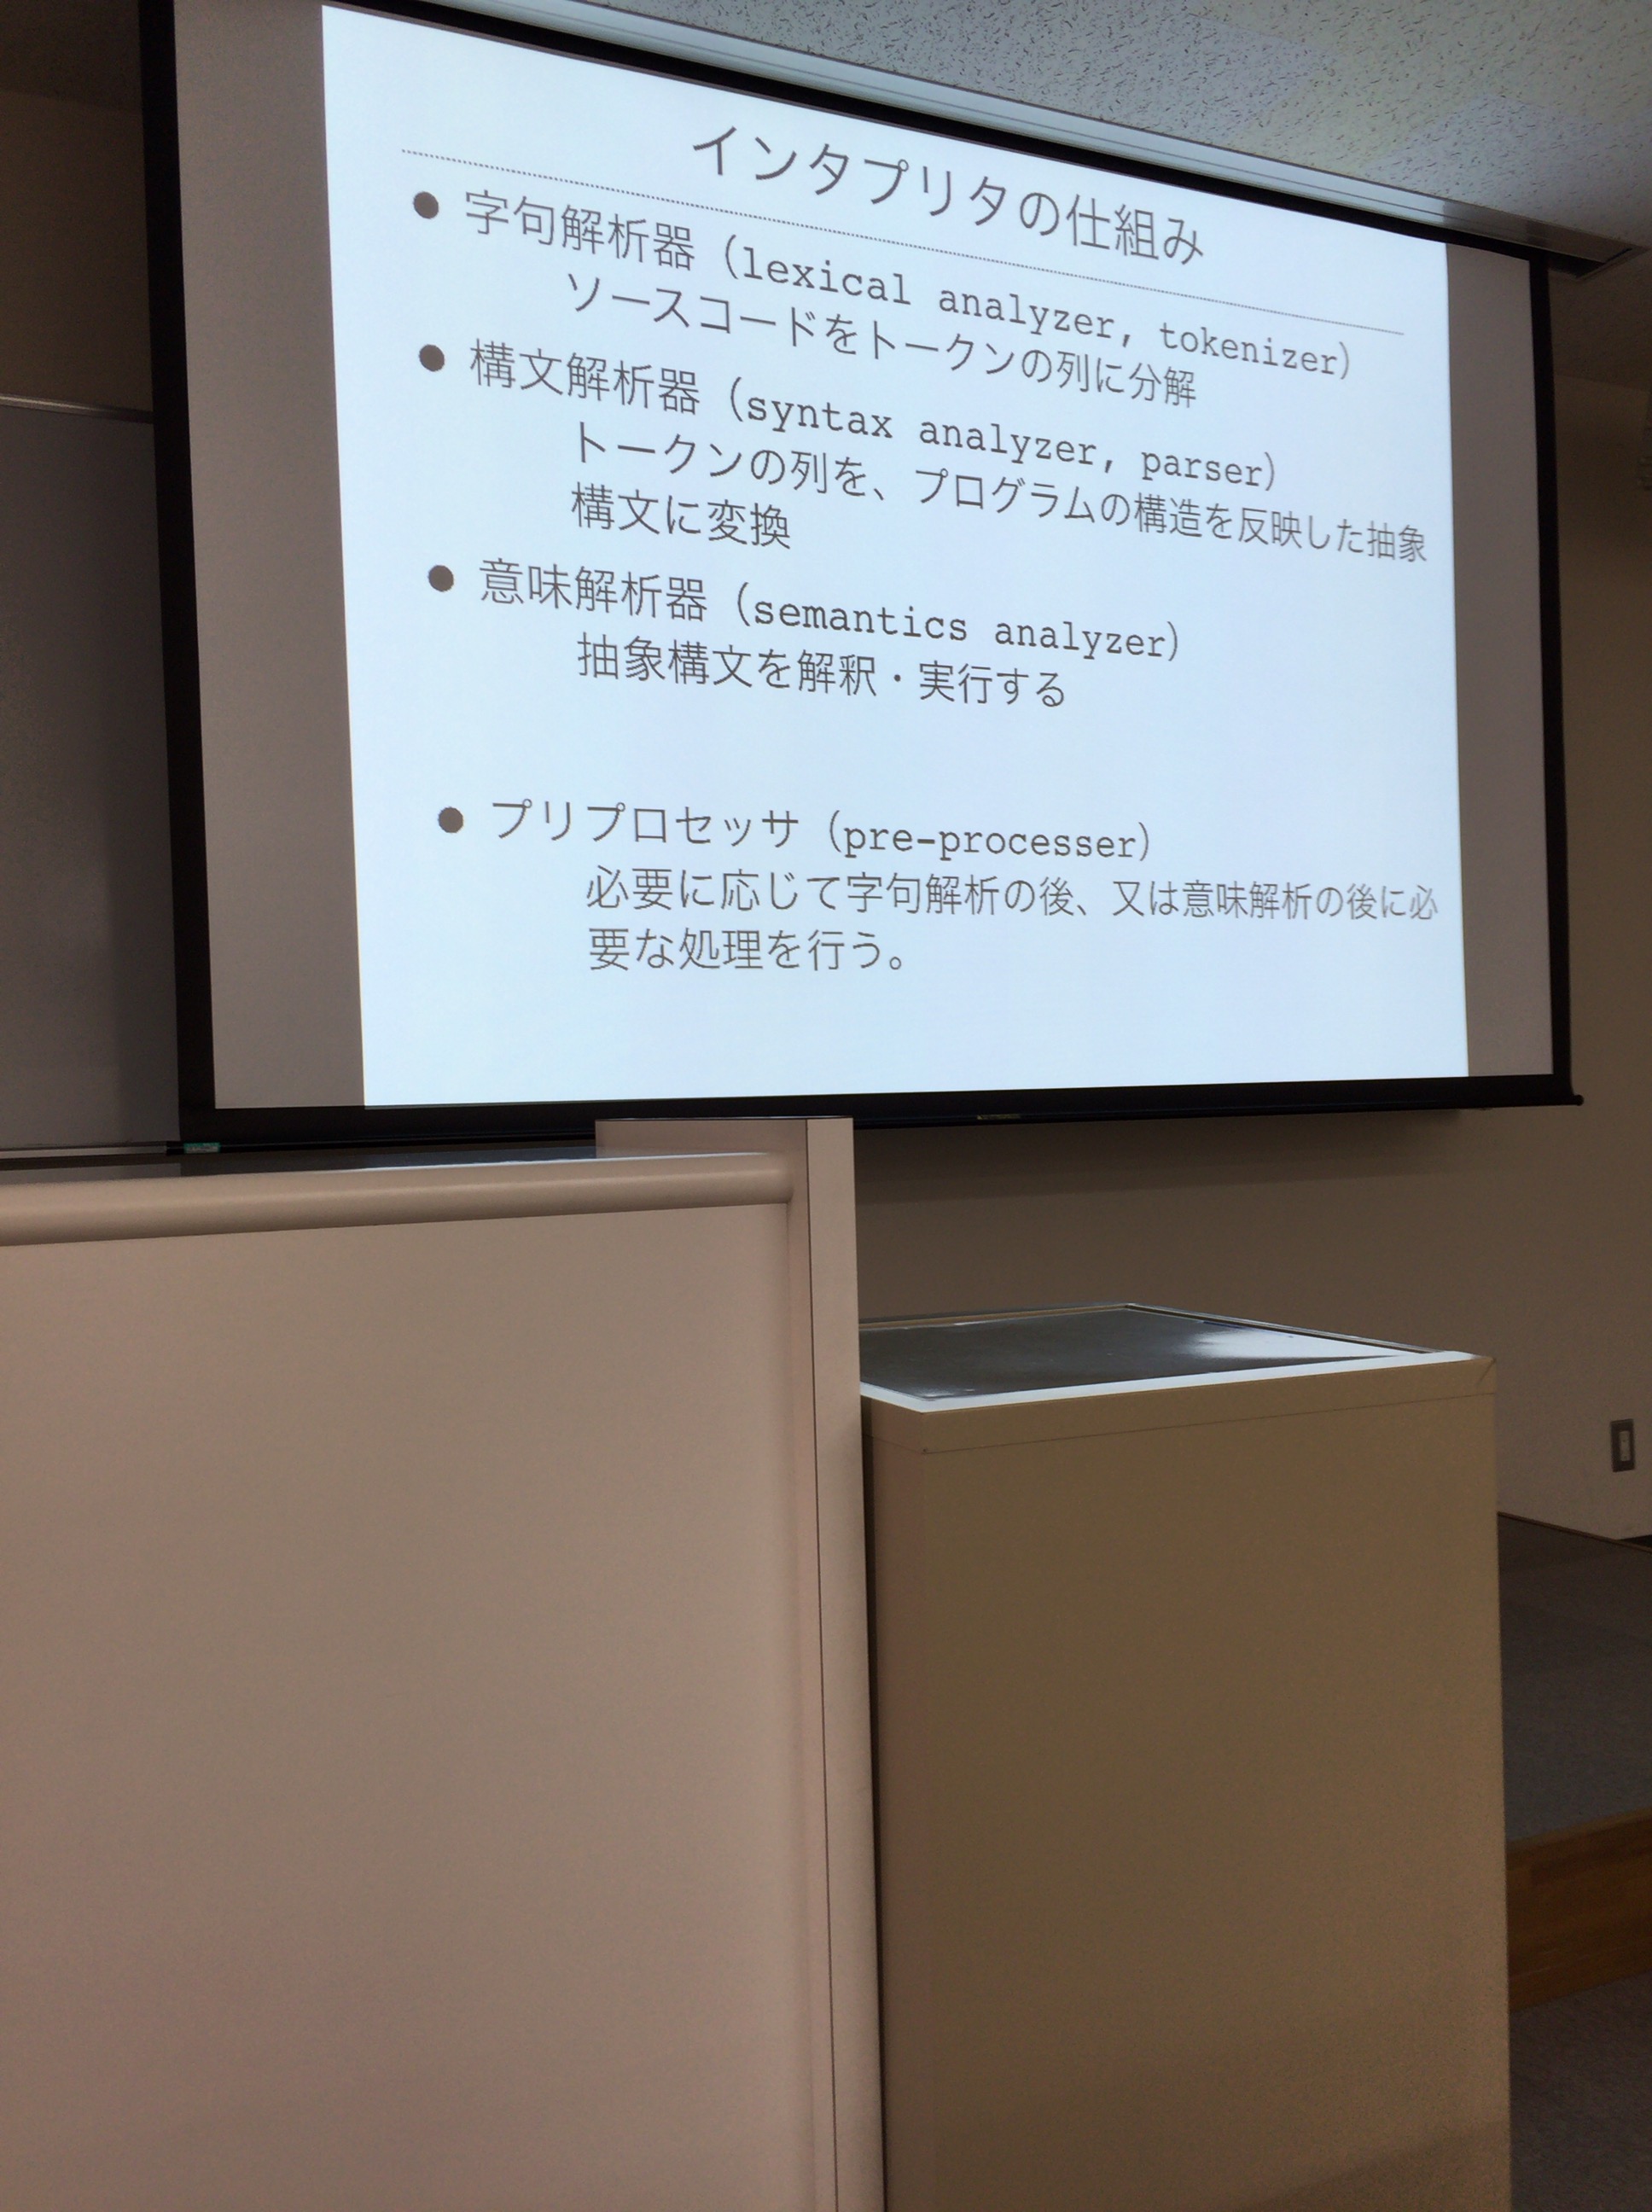 インタプリタの仕組み
● 字句解析器（lexical analyzer, tokenizer）
ソースコードをトークンの列に分解
● 構文解析器（syntax analyzer, parser）
トークンの列を、プログラムの構造を反映した抽象
構文に変換
● 意味解析器（semantics analyzer）
抽象構文を解釈・実行する
● プリプロセッサ（pre-processer）
必要に応じて字句解析の後、又は意味解析の後に必
要な処理を行う。